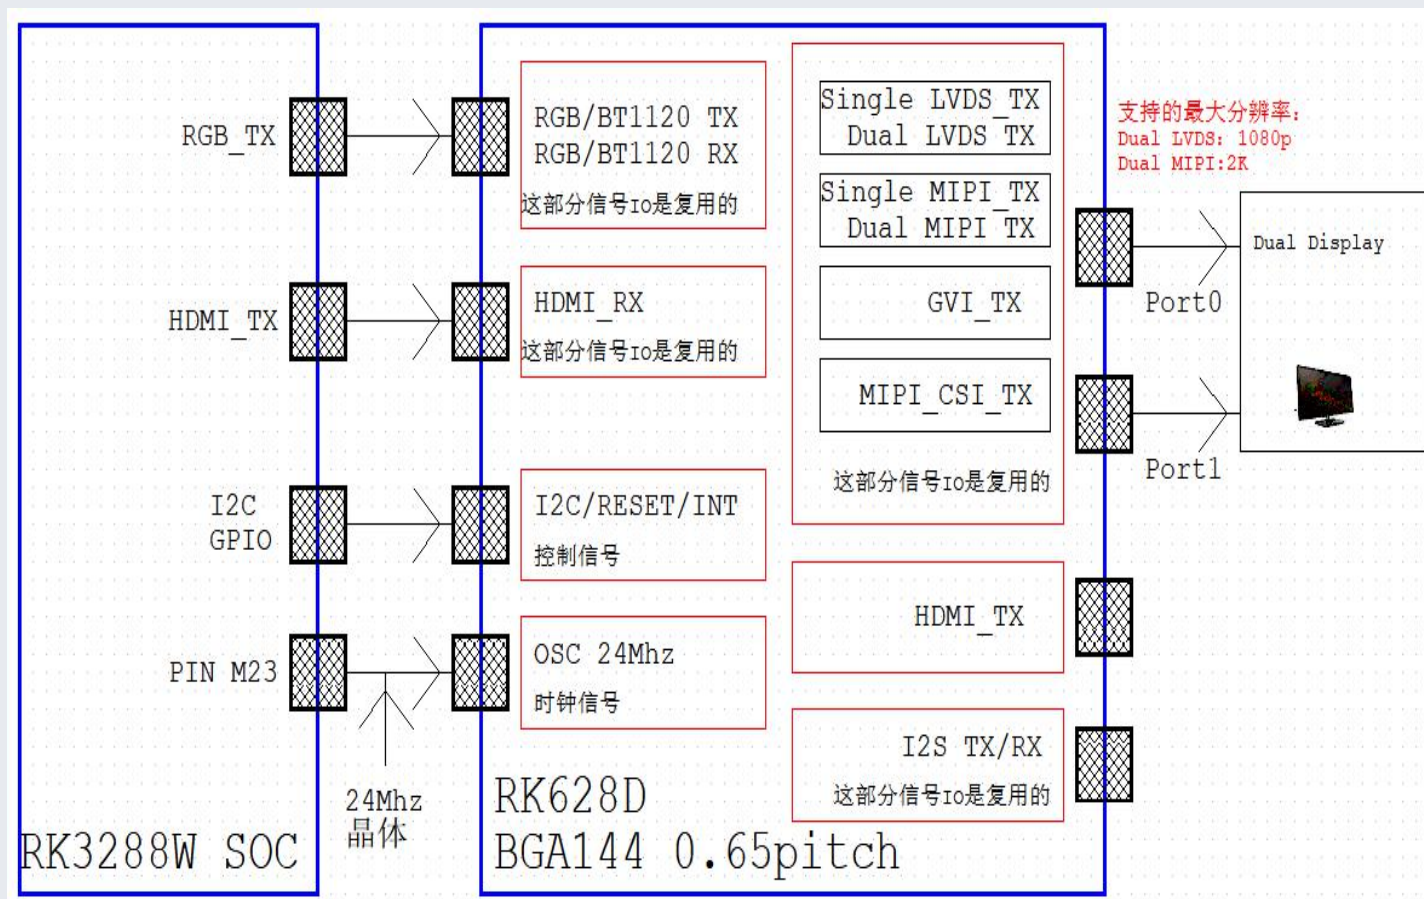 RGB_TX
HDMI_TX
I2C
GPIO
PIN M23
24Mhz
晶体
RK3288W SOC
RGB/BT1120 TX
RGB/BT1120 RX
这部分信号IO是复用的
HDMI_RX
这部分信号IO是复用的
I2C/RESET/INT
控制信号
OSC 24Mhz
时钟信号
RK628D
BGA144 0.65pitch
Single LVDS_TX
Dual LVDS_TX
Single MIPI_TX
Dual MIPI_TX
GVI_TX
MIPI_CSI_TX
这部分信号IO是复用的
HDMI_TX
I2S TX/RX
这部分信号IO是复用的
支持的最大分辨率:
Dual LVDS: 1080p
Dual MIPI:2K
Port0
Port1
Dual Display